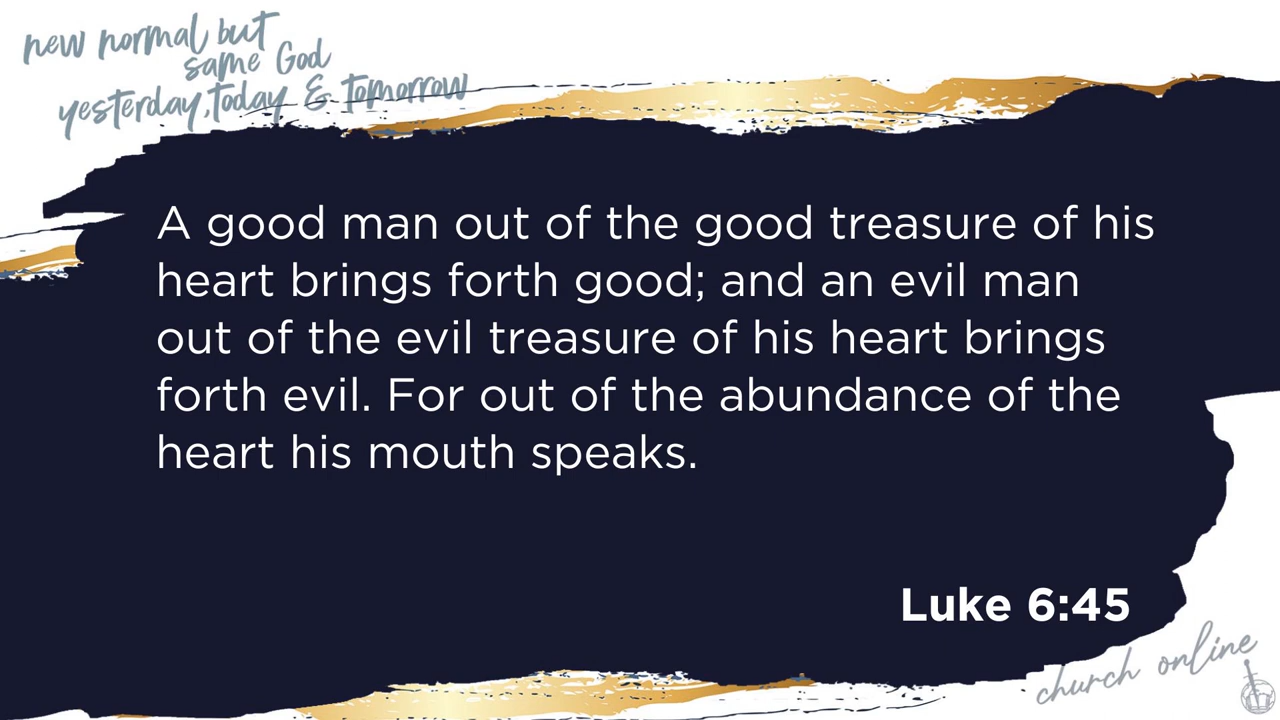 new normal but
same God
yesterday, today & tomorrow
A good man out of the good treasure of his
heart brings forth good; and an evil man
out of the evil treasure of his heart brings
forth evil. For out of the abundance of the
heart his mouth speaks.
Luke 6:45
church online